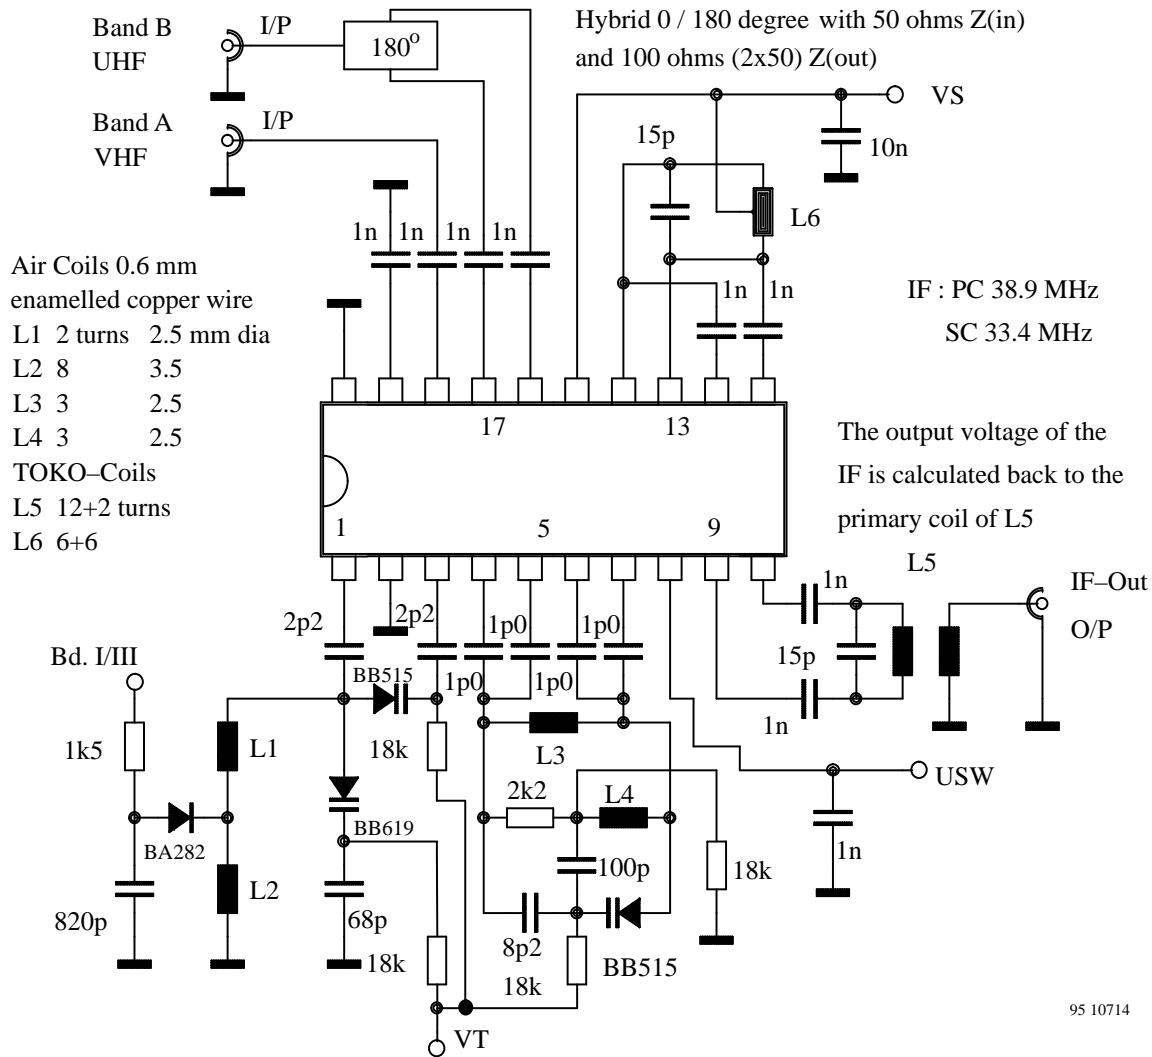 Hybrid 0 / 180 degree with 50 ohms Z(in)
and 100 ohms (2x50) Z(out)
Band B
UHF
I/P
180o
VS
Band A
VHF
I/P
15p
10n
L6
1n
1n
1n
1n
1n
1n
Air Coils 0.6 mm
enamelled copper wire
L1 2 turns 2.5 mm dia
L2 8 3.5
L3 3 2.5
L4 3 2.5
TOKO–Coils
L5 12+2 turns
L6 6+6
IF : PC 38.9 MHz
SC 33.4 MHz
17
13
The output voltage of the
IF is calculated back to the
primary coil of L5
1
5
9
L5
1n
IF–Out
O/P
15p
1n
2p2
2p2
1p0
1p0
1p0
1p0
Bd. I/III
BB515
1k5
L1
18k
L3
USW
2k2
L4
BA282
BB619
1n
100p
18k
L2
820p
68p
8p2
18k
18k
BB515
VT
95 10714